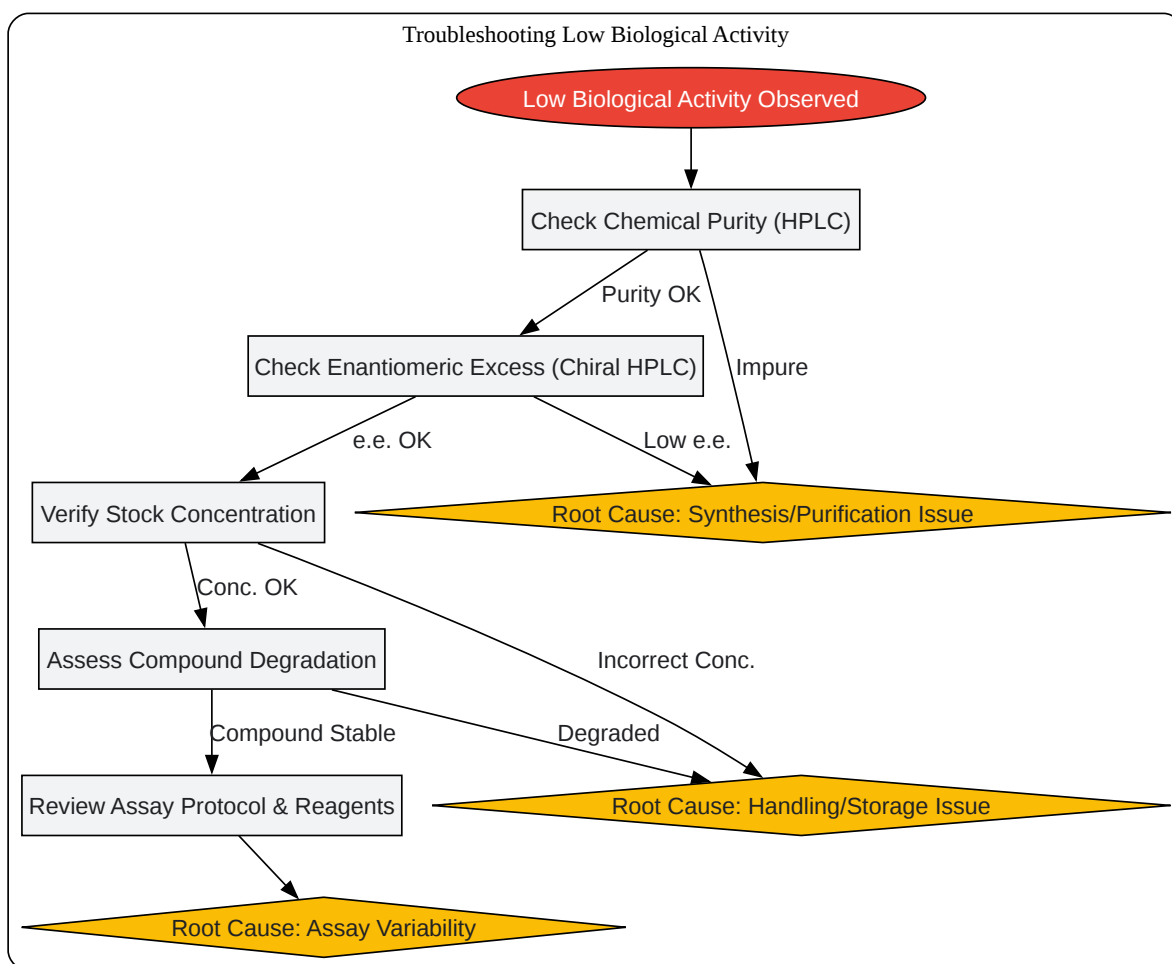 Troubleshooting Low Biological Activity
Low Biological Activity Observed
Check Chemical Purity (HPLC)
Purity OK
Check Enantiomeric Excess (Chiral HPLC)
Impure
e.e. OK
Low e.e.
Verify Stock Concentration
Root Cause: Synthesis/Purification Issue
Conc. OK
Assess Compound Degradation
Incorrect Conc.
Compound Stable
Degraded
Review Assay Protocol & Reagents
Root Cause: Handling/Storage Issue
Root Cause: Assay Variability